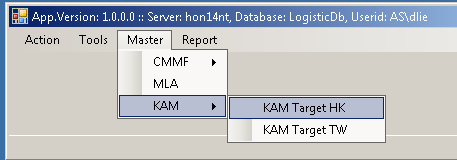 App.Version: 1.0.0.0 :: Server: hon14nt, Database: LogisticDb, Userid: AS\dlie
Action Tools Master Report
CMMF
MLA
KAM
KAM Target HK
KAM Target TW